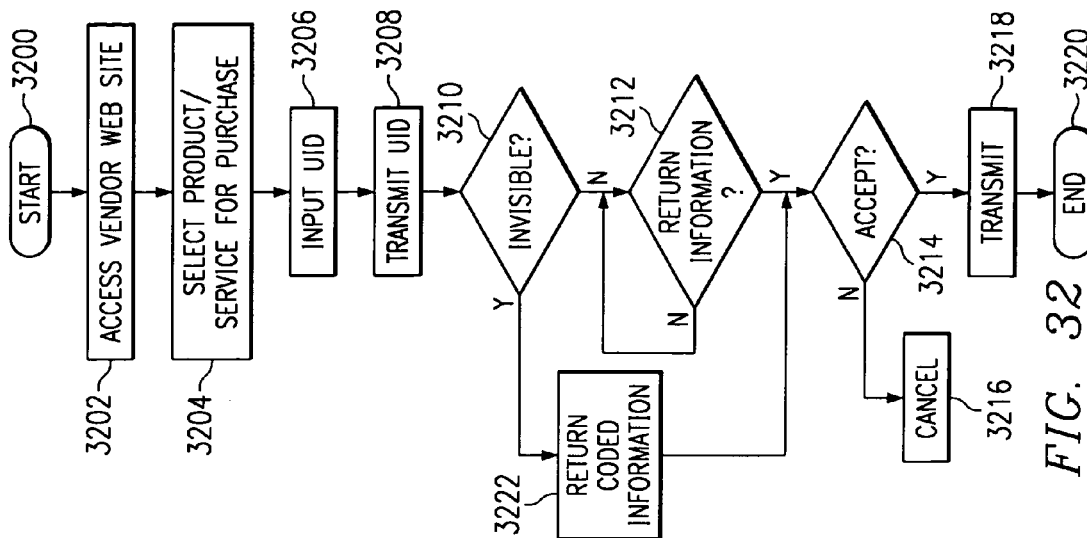 START
3200
ACCESS VENDOR WEB SITE
3202
SELECT PRODUCT/
SERVICE FOR PURCHASE
3204
INPUT UID
3206
TRANSMIT UID
3208
INVISIBLE?
3210
Y
N
RETURN
INFORMATION
?
3212
N
Y
RETURN
CODED
INFORMATION
3222
ACCEPT?
3214
N
Y
CANCEL
3216
TRANSMIT
3218
END
3220
FIG. 32